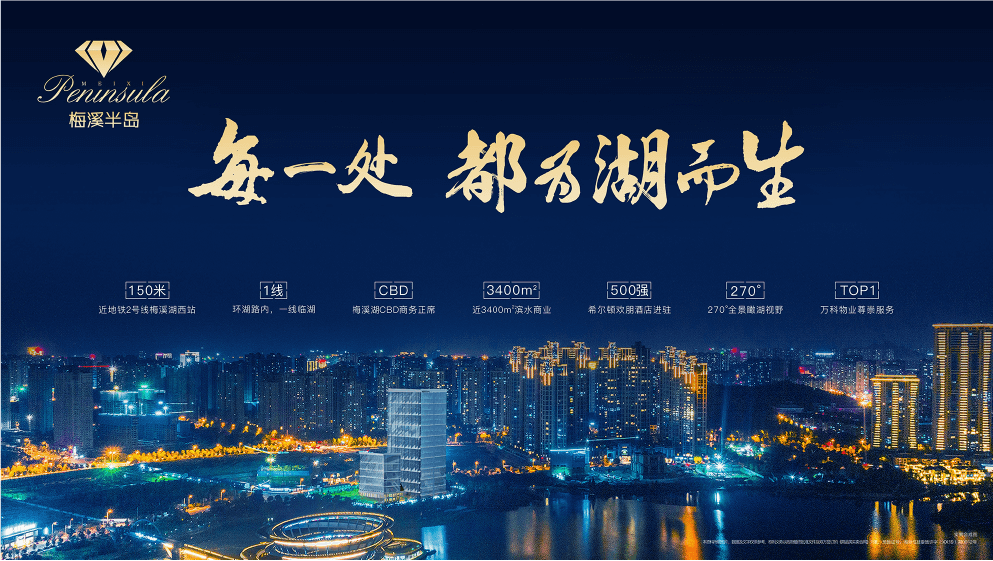 MEIXI
Peninsula
梅溪半岛
每一处 都为湖而生
150米
近地铁2号线梅溪湖西站
1线
环湖路内,一线临湖
CBD
梅溪湖CBD商务正席
3400m²
近3400m²滨水商业
500强
希尔顿欢朋酒店进驻
270°
270°全景瞰湖视野
TOP1
万科物业尊崇服务